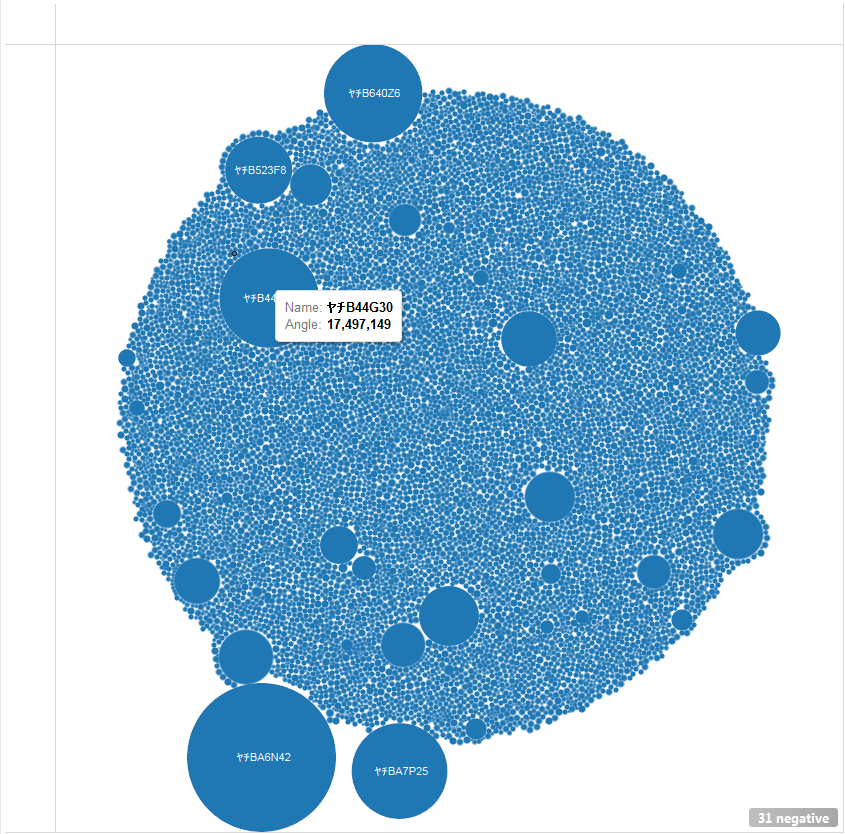 ﾔﾁB640Z6
ﾔﾁB523F8
ﾔﾁB44
Name: ﾔﾁB44G30
Angle: 17,497,149
ﾔﾁBA6N42
ﾔﾁBA7P25
31 negative